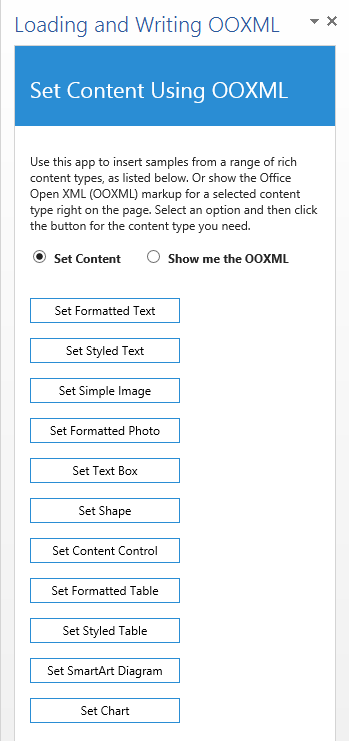 Loading and Writing OOXML
Set Content Using OOXML
Use this app to insert samples from a range of rich
content types, as listed below. Or show the Office
Open XML (OOXML) markup for a selected content
type right on the page. Select an option and then click
the button for the content type you need.
Set Content Show me the OOXML
Set Formatted Text
Set Styled Text
Set Simple Image
Set Formatted Photo
Set Text Box
Set Shape
Set Content Control
Set Formatted Table
Set Styled Table
Set SmartArt Diagram
Set Chart